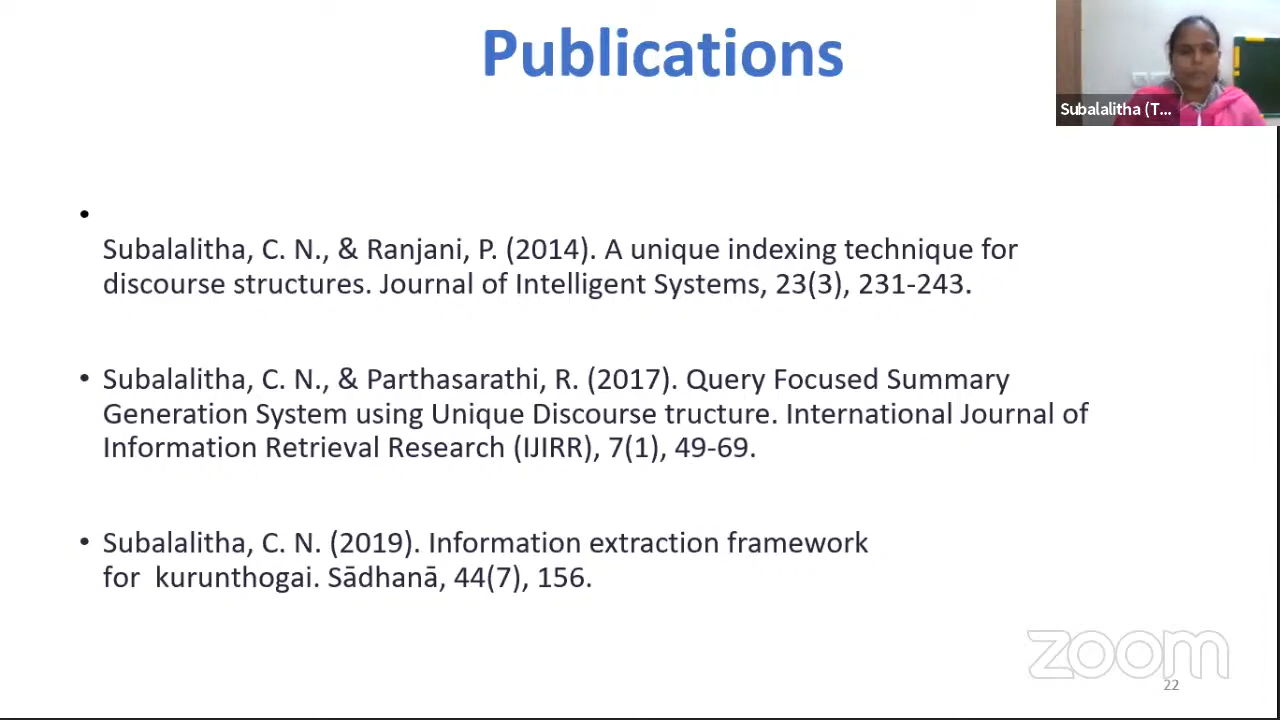 Publications
Subalalitha (T...
•
Subalalitha, C. N., & Ranjani, P. (2014). A unique indexing technique for
discourse structures. Journal of Intelligent Systems, 23(3), 231-243.
• Subalalitha, C. N., & Parthasarathi, R. (2017). Query Focused Summary
Generation System using Unique Discourse tructure. International Journal of
Information Retrieval Research (IJIRR), 7(1), 49-69.
• Subalalitha, C. N. (2019). Information extraction framework
for kurunthogai. Sādhanā, 44(7), 156.
zoom
22